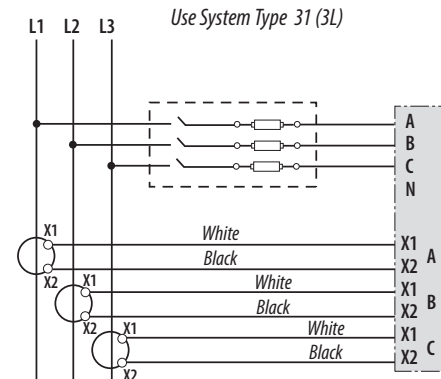 Use System Type 31 (3L)
L1 L2 L3
A
B
C
N
X1 White X1
A
X2 Black X2
X1 White X1
B
X2 Black X2
X1 White X1
C
X2 Black X2